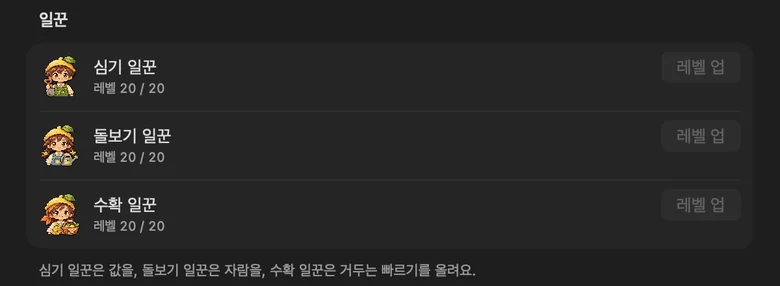 일꾼
심기 일꾼
레벨 업
레벨 20 / 20
돌보기 일꾼
레벨 업
레벨 20 / 20
수확 일꾼
레벨 업
레벨 20 / 20
심기 일꾼은 값을, 돌보기 일꾼은 자람을, 수확 일꾼은 거두는 빠르기를 올려요.